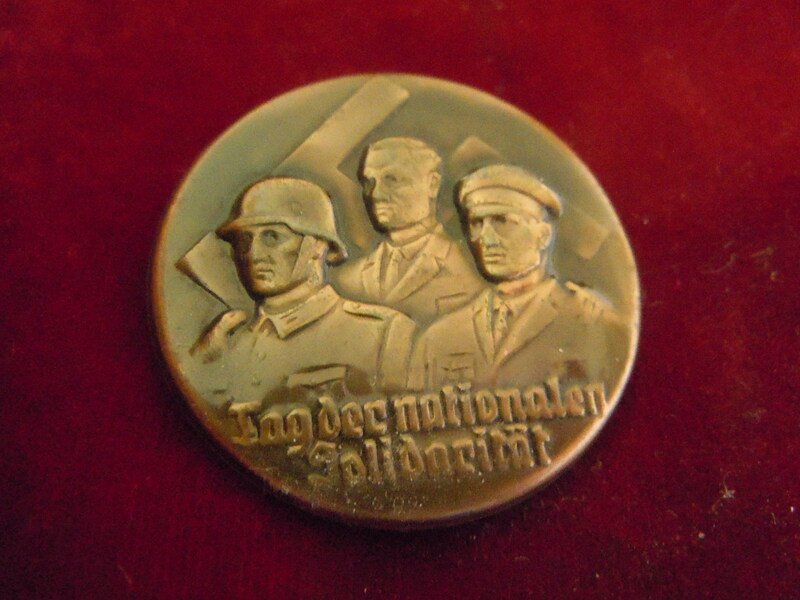 Tag der nationalen
Solidarität